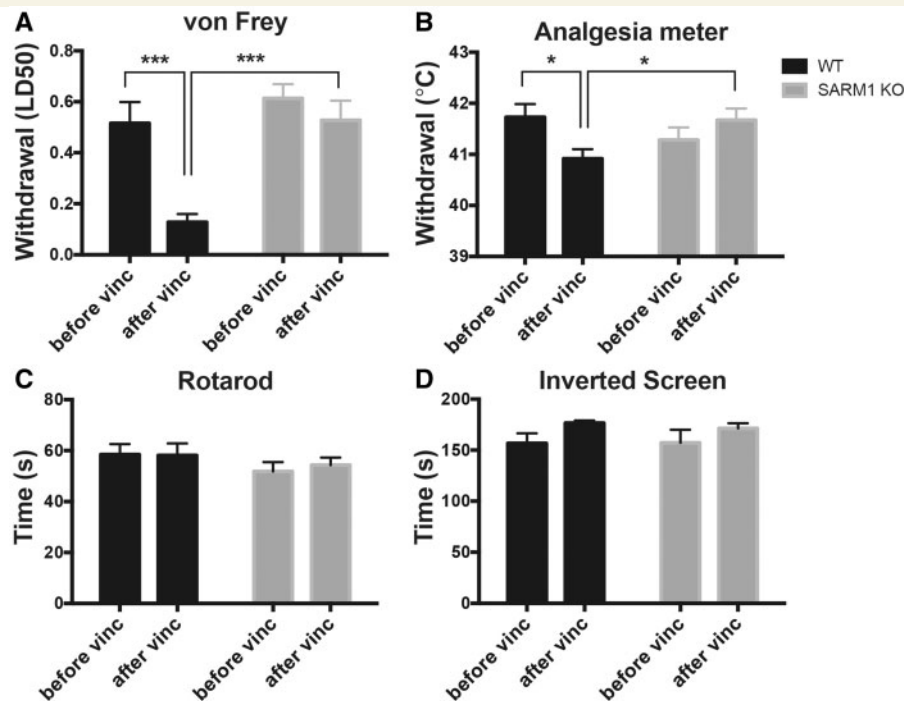 A
von Frey
Withdrawal (LD50)
0.8
0.6
0.4
0.2
0.0
***
***
before vinc
after vinc
before vinc
after vinc
B
Analgesia meter
Withdrawal (°C)
43
42
41
40
39
*
*
before vinc
after vinc
before vinc
after vinc
WT
SARM1 KO
C
Rotarod
Time (s)
80
60
40
20
0
before vinc
after vinc
before vinc
after vinc
D
Inverted Screen
Time (s)
200
150
100
50
0
before vinc
after vinc
before vinc
after vinc